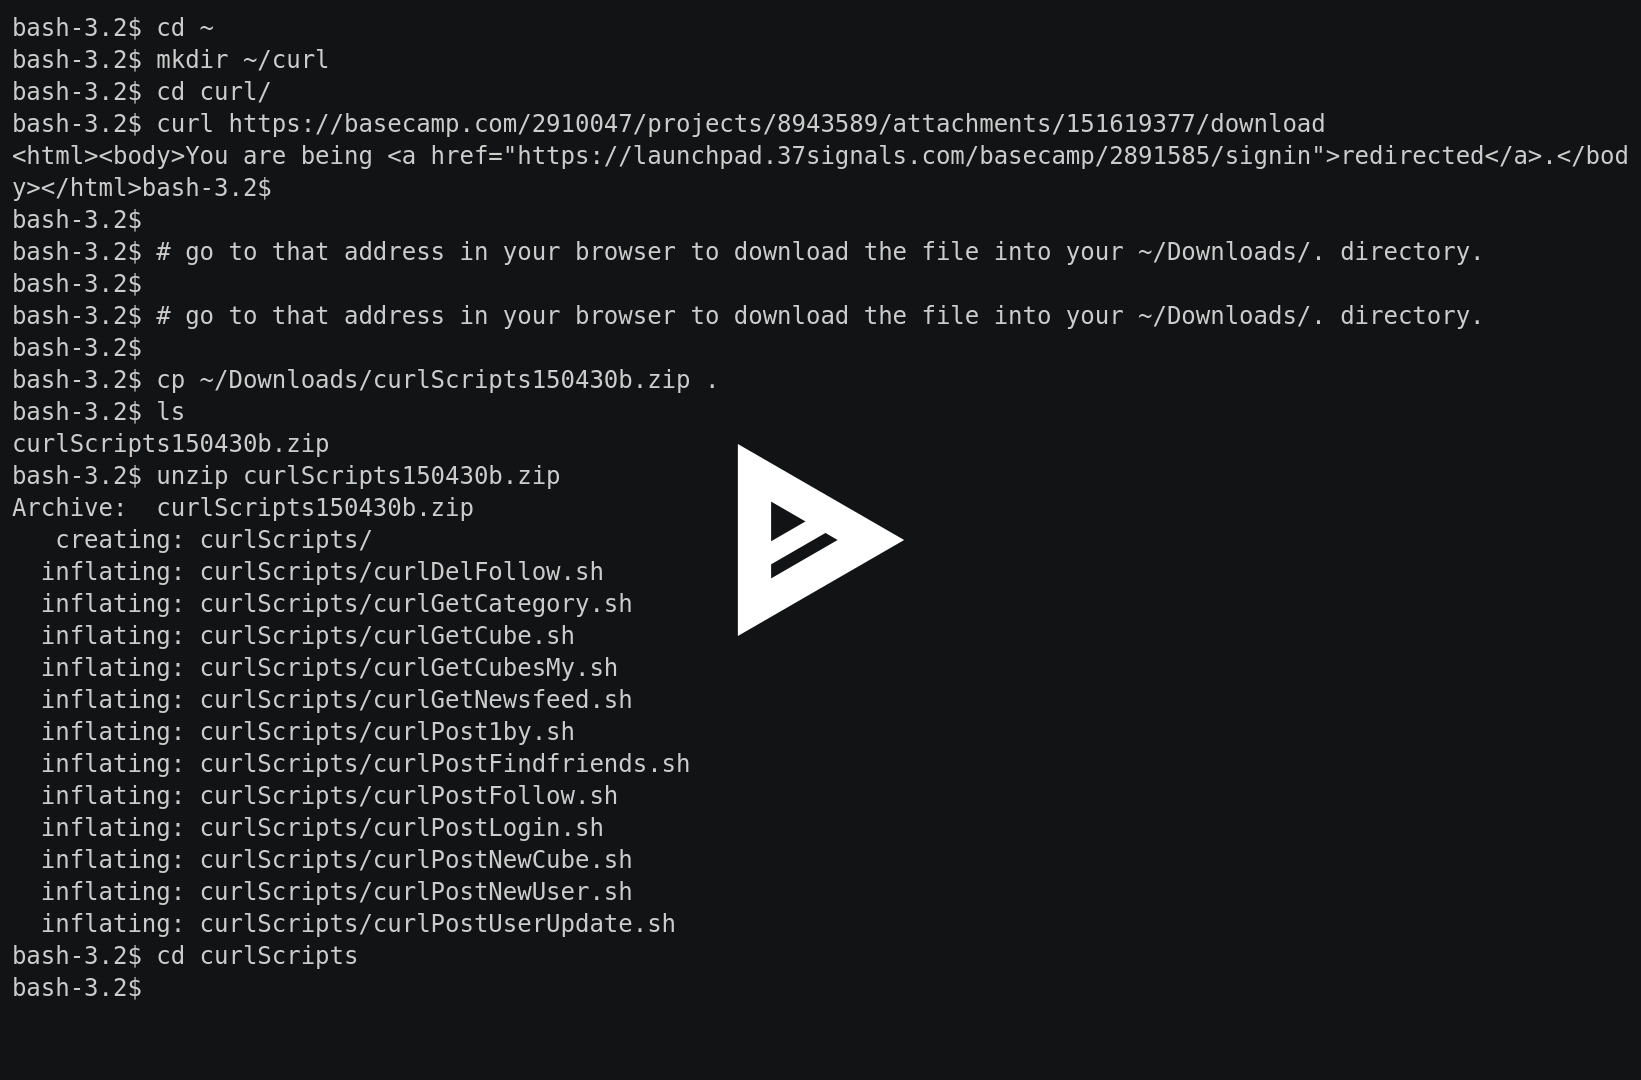 bash-3.2$ cd ~
bash-3.2$ mkdir ~/curl
bash-3.2$ cd curl/
bash-3.2$ curl https://basecamp.com/2910047/projects/8943589/attachments/151619377/download
<html><body>You are being <a href="https://launchpad.37signals.com/basecamp/2891585/signin">redirected</a>.</bod
y></html>bash-3.2$
bash-3.2$
bash-3.2$ # go to that address in your browser to download the file into your ~/Downloads/. directory.
bash-3.2$
bash-3.2$ # go to that address in your browser to download the file into your ~/Downloads/. directory.
bash-3.2$
bash-3.2$ cp ~/Downloads/curlScripts150430b.zip .
bash-3.2$ ls
curlScripts150430b.zip
bash-3.2$ unzip curlScripts150430b.zip
Archive:  curlScripts150430b.zip
   creating: curlScripts/
  inflating: curlScripts/curlDelFollow.sh
  inflating: curlScripts/curlGetCategory.sh
  inflating: curlScripts/curlGetCube.sh
  inflating: curlScripts/curlGetCubesMy.sh
  inflating: curlScripts/curlGetNewsfeed.sh
  inflating: curlScripts/curlPost1by.sh
  inflating: curlScripts/curlPostFindfriends.sh
  inflating: curlScripts/curlPostFollow.sh
  inflating: curlScripts/curlPostLogin.sh
  inflating: curlScripts/curlPostNewCube.sh
  inflating: curlScripts/curlPostNewUser.sh
  inflating: curlScripts/curlPostUserUpdate.sh
bash-3.2$ cd curlScripts
bash-3.2$